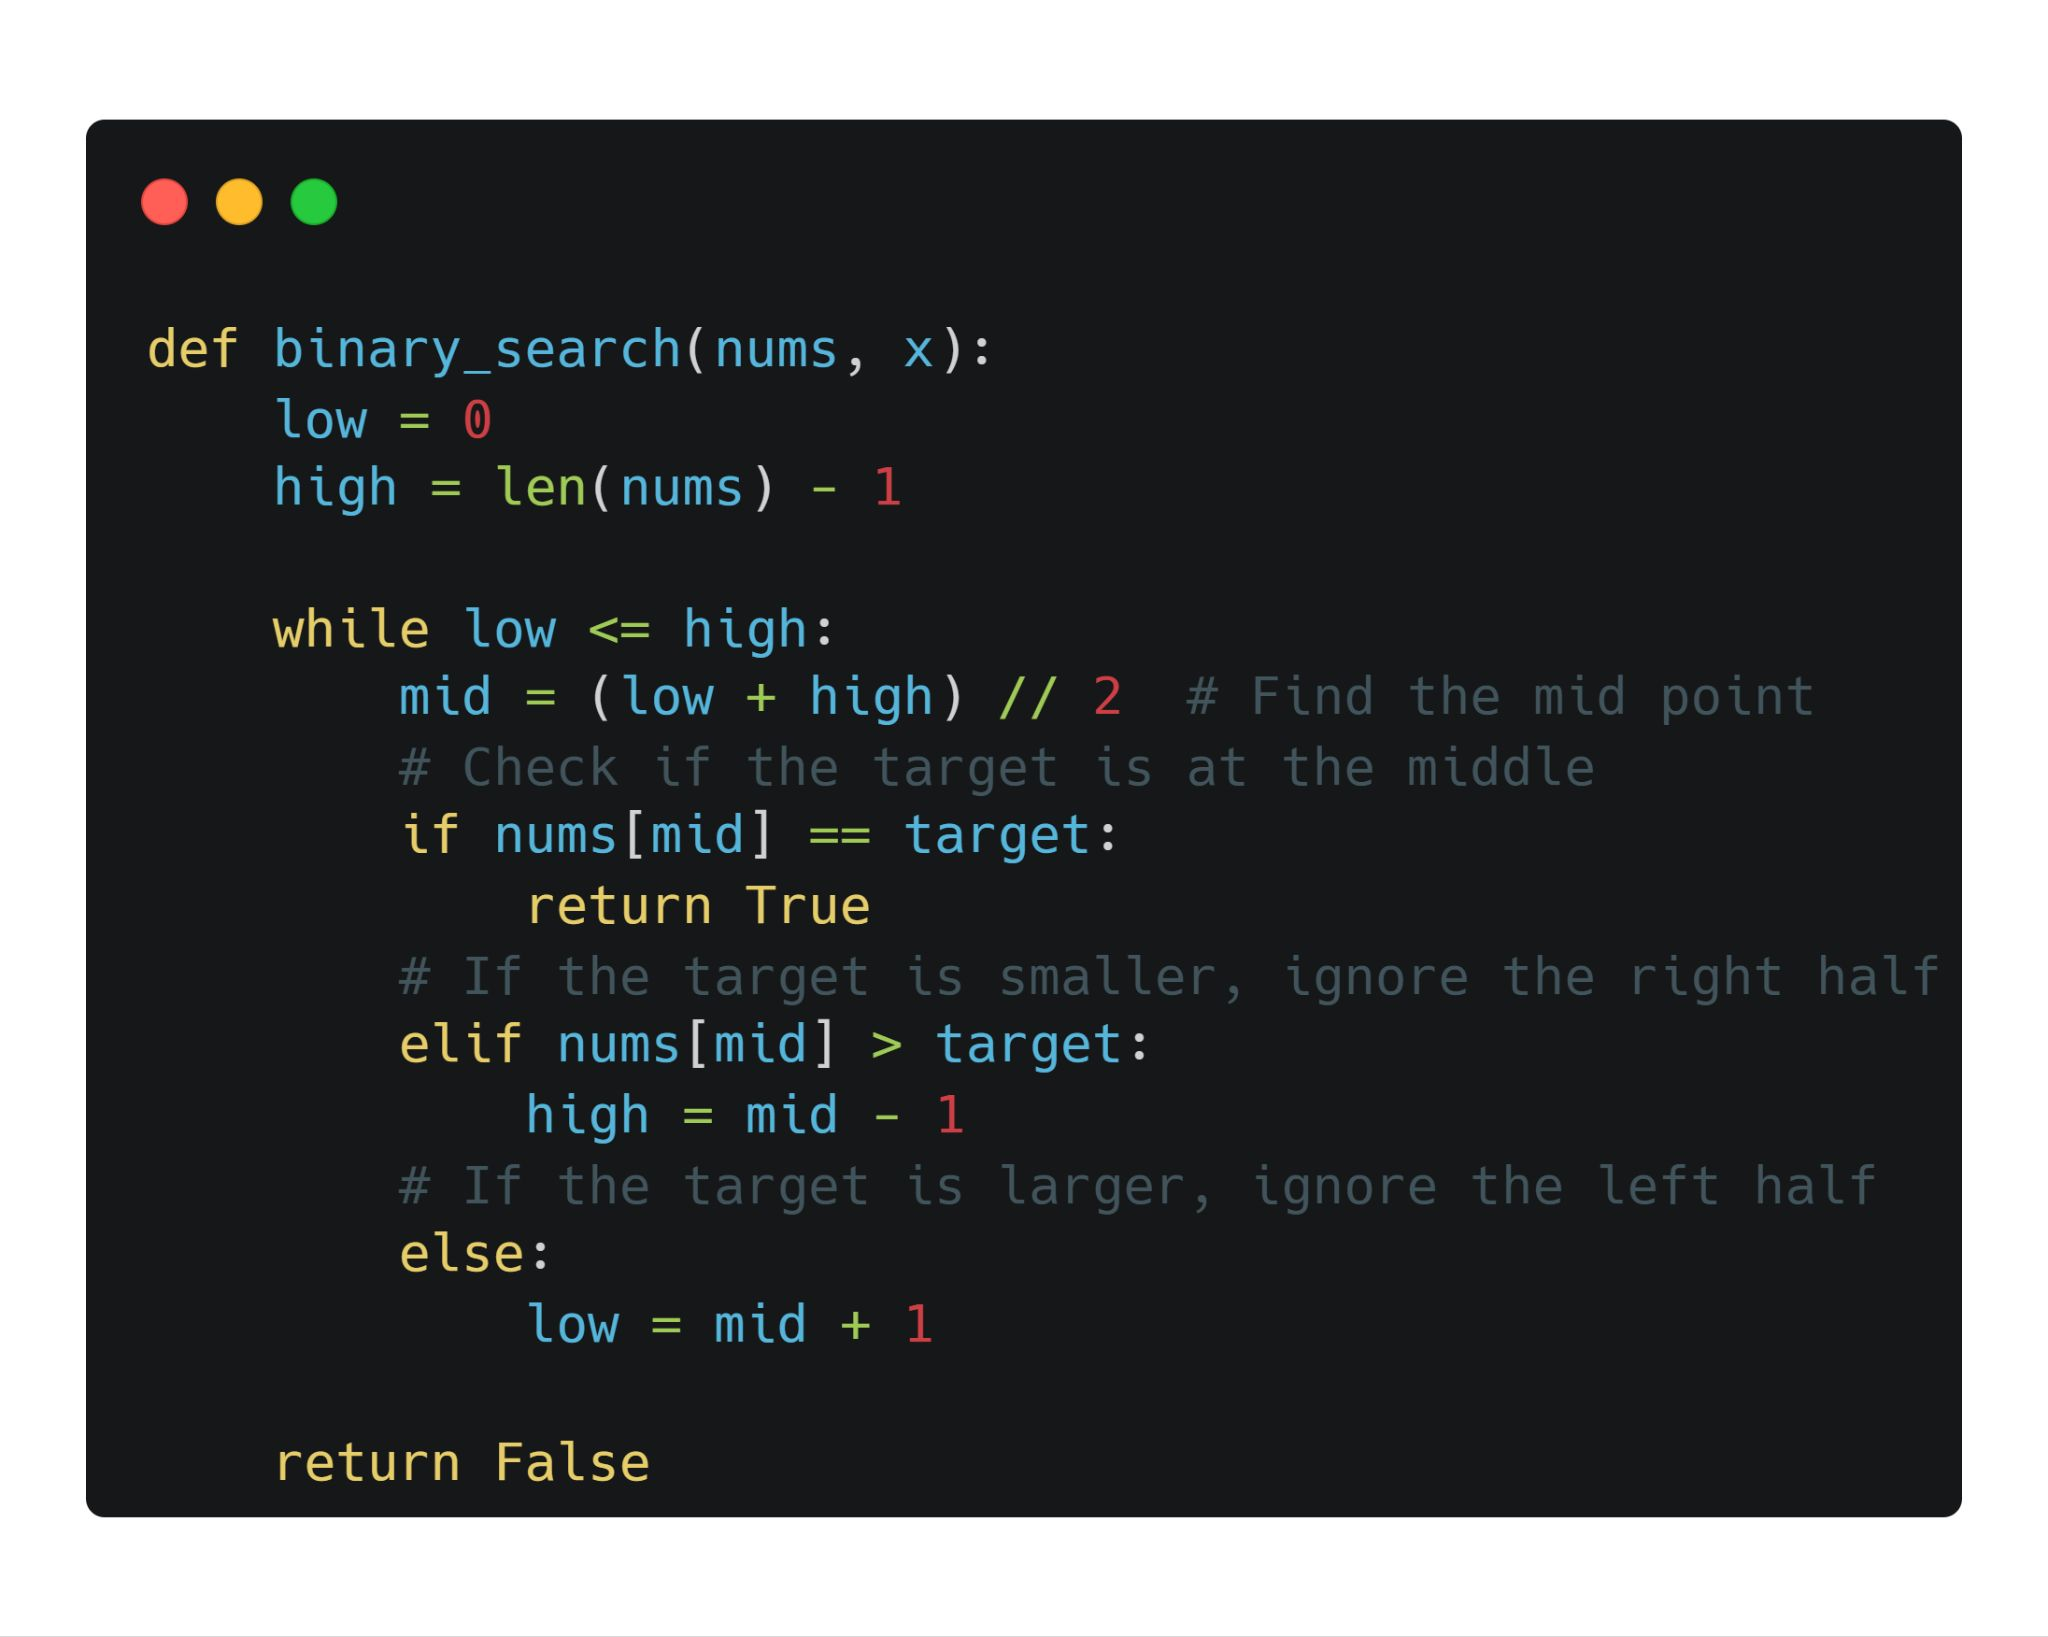 def binary_search(nums, x):
    low = 0
    high = len(nums) - 1

    while low <= high:
        mid = (low + high) // 2  # Find the mid point
        # Check if the target is at the middle
        if nums[mid] == target:
            return True
        # If the target is smaller, ignore the right half
        elif nums[mid] > target:
            high = mid - 1
        # If the target is larger, ignore the left half
        else:
            low = mid + 1

    return False